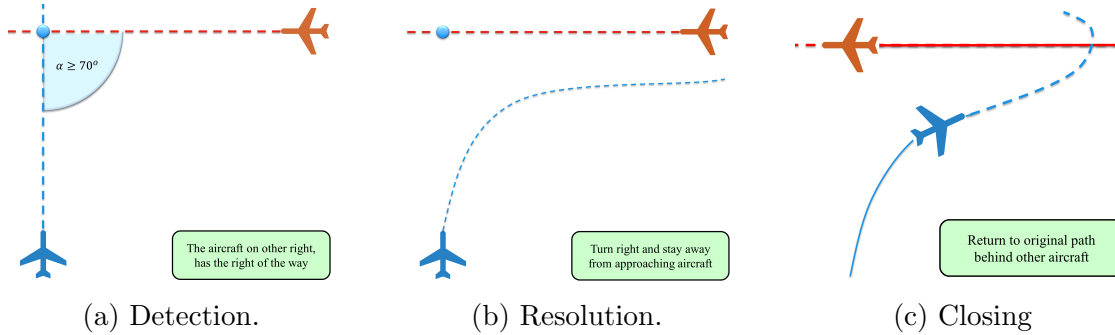 α ≥ 70°
The aircraft on other right,
has the right of the way
(a) Detection.
Turn right and stay away
from approaching aircraft
(b) Resolution.
Return to original path
behind other aircraft
(c) Closing